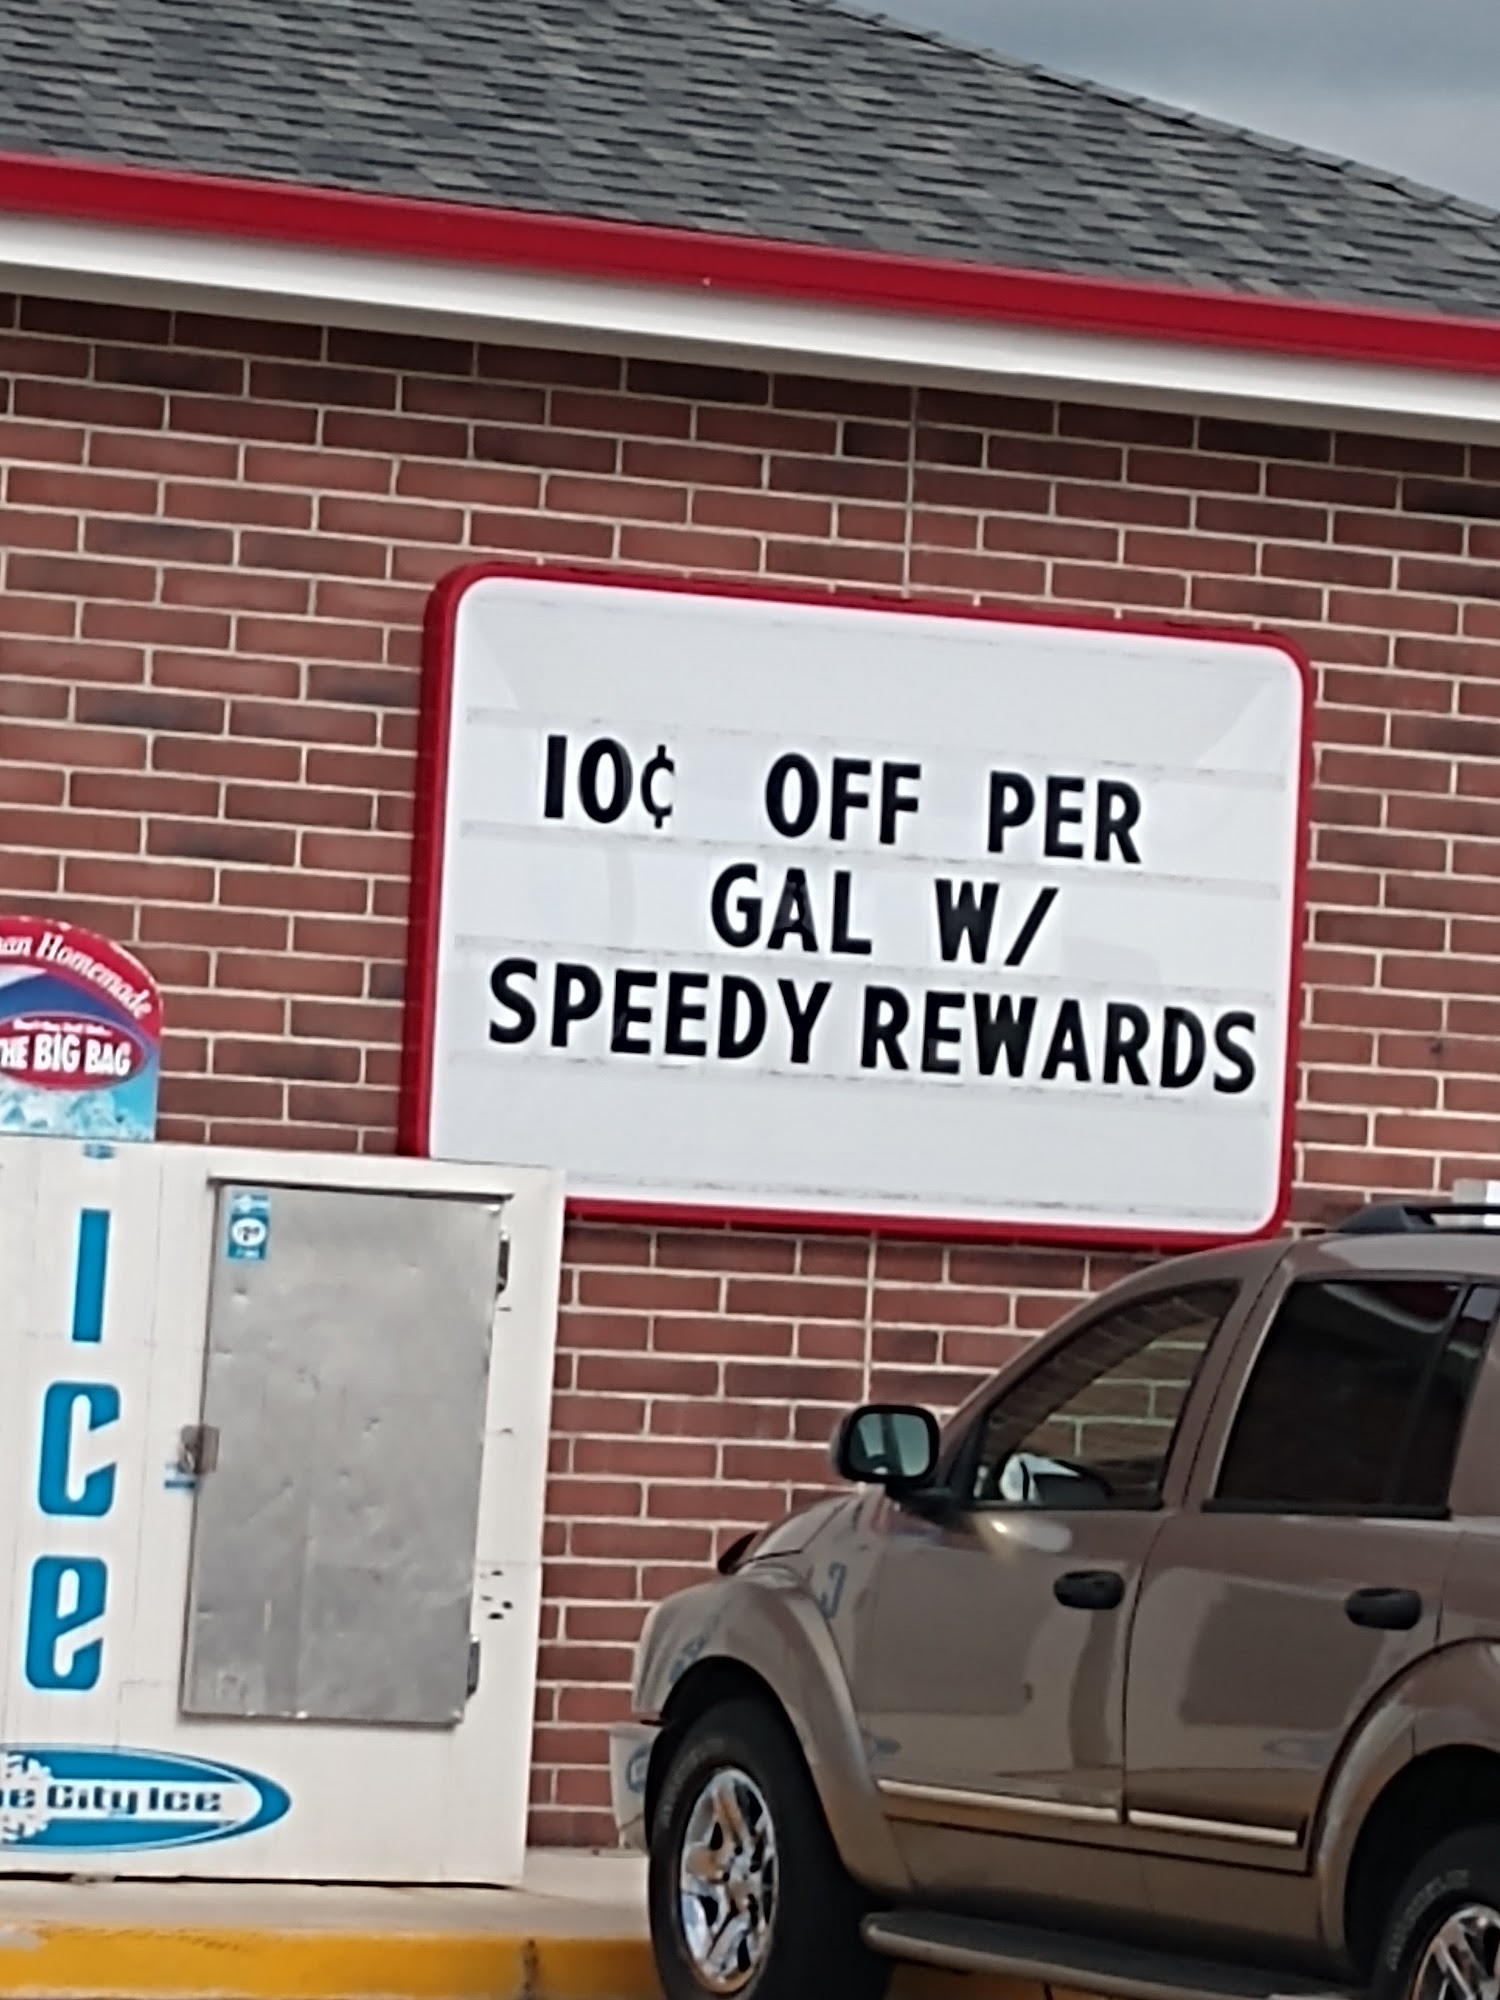 10¢ OFF PER
GAL W/
SPEEDY REWARDS
Homemade
THE BIG BAG
Ice
City Ice